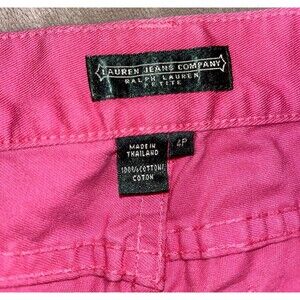 LAUREN JEANS COMPANY
RALPH LAUREN
PETITE
MADE IN
THAILAND
4P
100% COTTON/
COTON